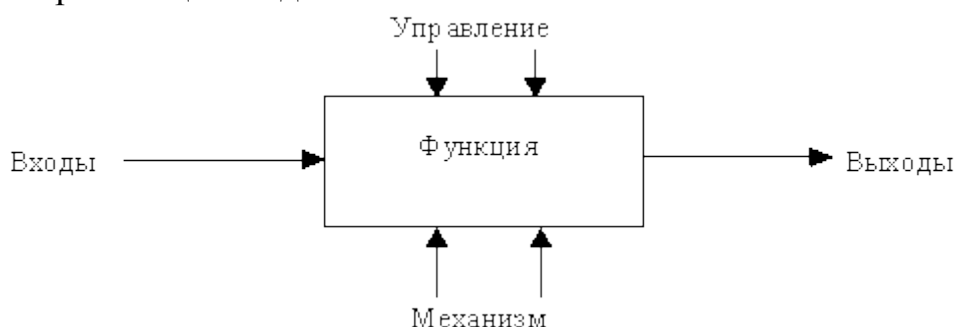 Управление
Функция
Входы
Выходы
Механизм